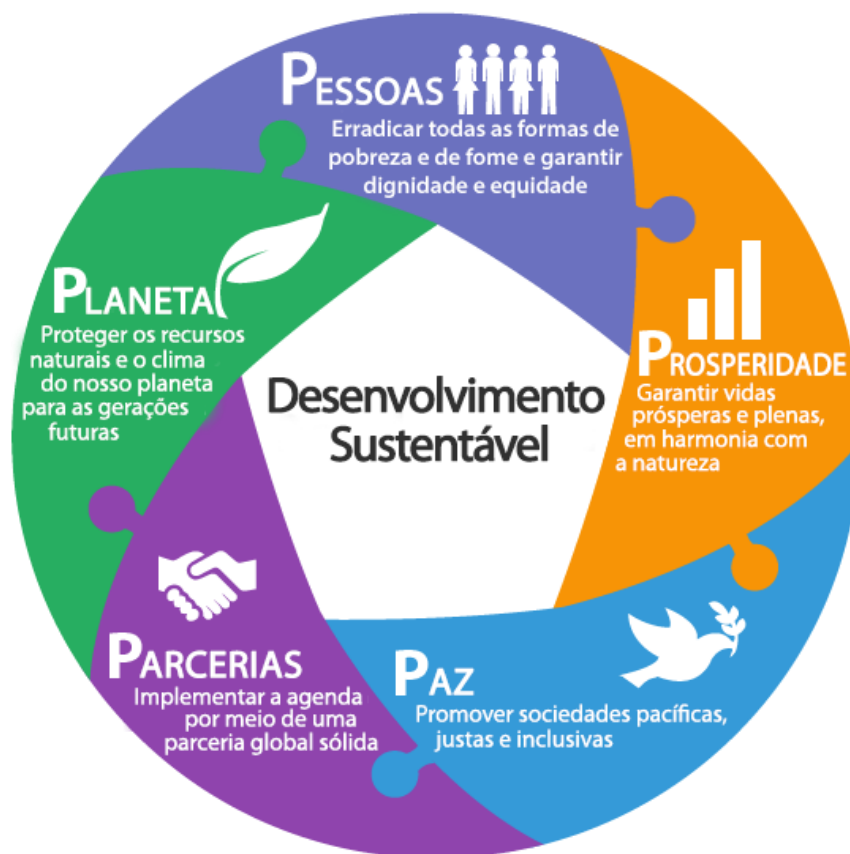 PESSOAS
Erradicar todas as formas de
pobreza e de fome e garantir
dignidade e equidade
PROSPERIDADE
Garantir vidas
prósperas e plenas,
em harmonia com
a natureza
PAZ
Promover sociedades pacíficas,
justas e inclusivas
PARCERIAS
Implementar a agenda
por meio de uma
parceria global sólida
PLANETA
Proteger os recursos
naturais e o clima
do nosso planeta
para as gerações
futuras
Desenvolvimento
Sustentável